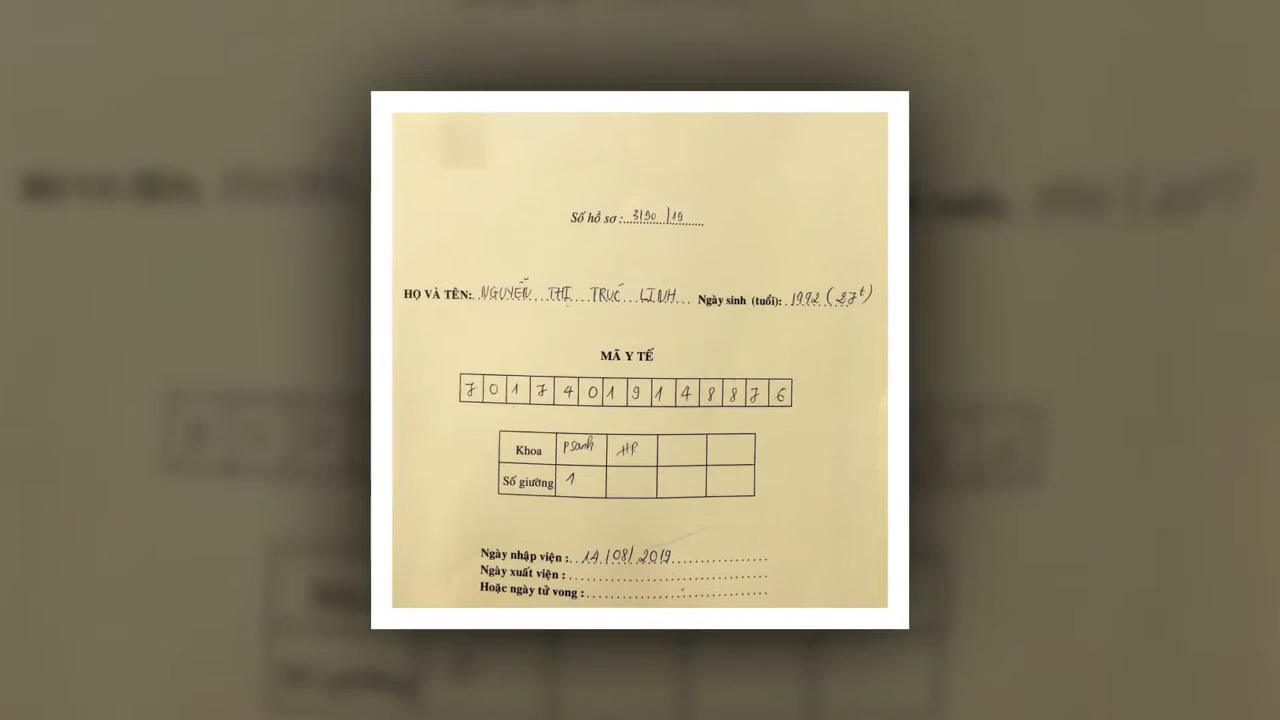 Số hồ sơ : 3190 / 19
HỌ VÀ TÊN: NGUYỄN THỊ TRÚC LINH Ngày sinh (tuổi): 1992 ( 27t )
MÃ Y TẾ
7 0 1 7 4 0 1 9 1 4 8 8 7 6
Khoa Psanh HP
Số giường 1
Ngày nhập viện : 14 / 08 / 2019
Ngày xuất viện :
Hoặc ngày tử vong :